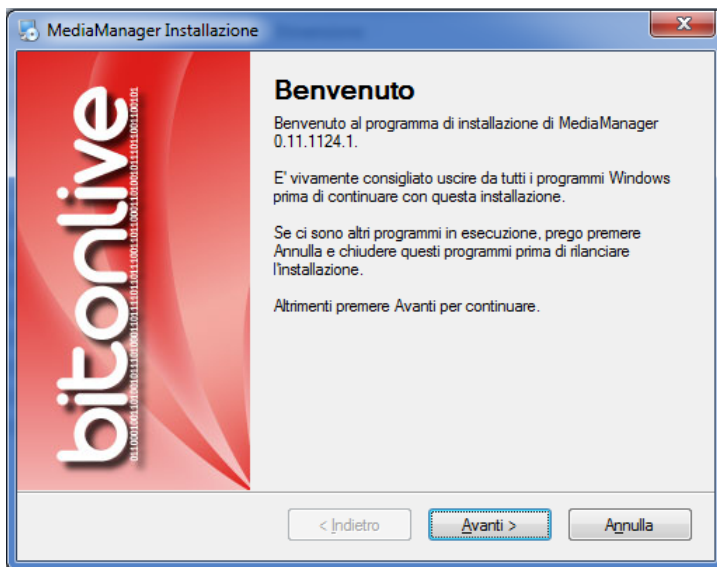 MediaManager Installazione
bitonlive
Benvenuto
Benvenuto al programma di installazione di MediaManager
0.11.1124.1.
E' vivamente consigliato uscire da tutti i programmi Windows
prima di continuare con questa installazione.
Se ci sono altri programmi in esecuzione, prego premere
Annulla e chiudere questi programmi prima di rilanciare
l'installazione.
Altrimenti premere Avanti per continuare.
< Indietro
Avanti >
Annulla